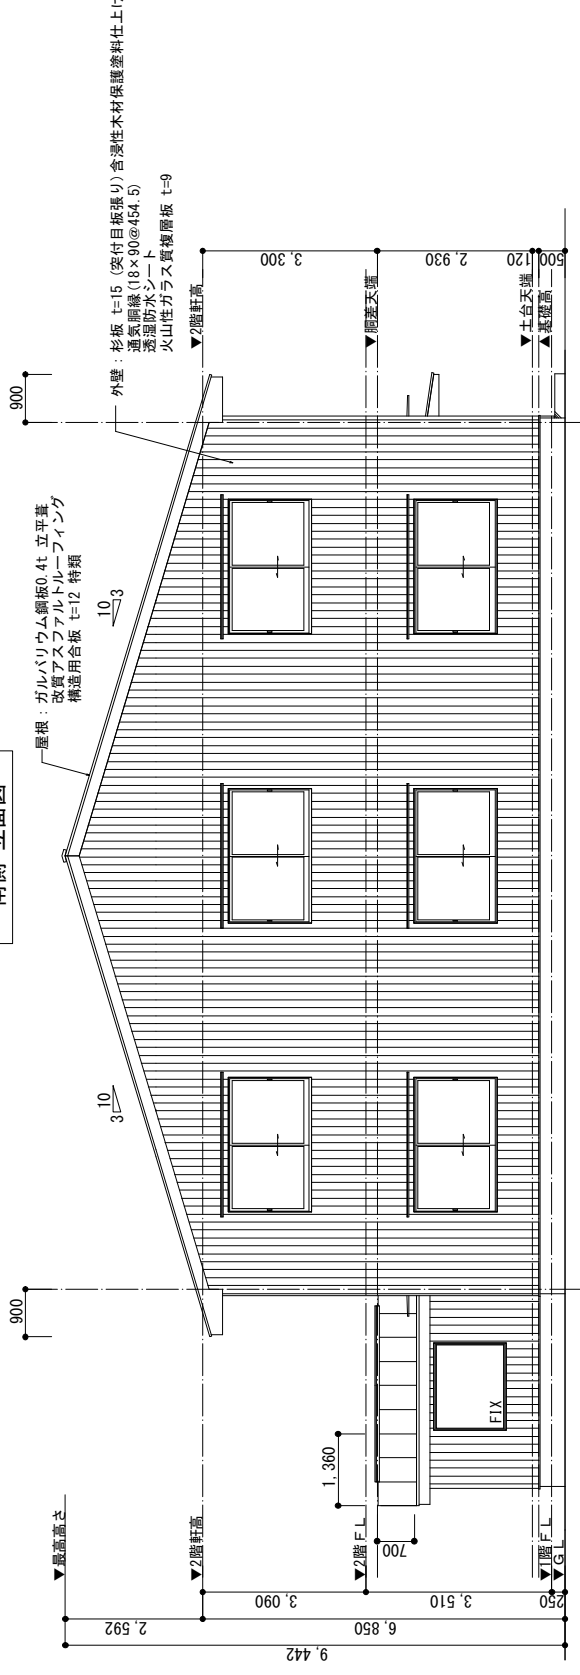 南側 立面図
屋根：ガルバリウム鋼板0.4t 立平葺
改質アスファルトルーフィング
構造用合板 t=12 特類
外壁：杉板 t=15 (突付目板張り)含浸性木材保護塗料仕上げ
通気胴縁(18×90@454.5)
透湿防水シート
火山性ガラス質複層板 t=9
900
900
10
3
10
3
▼最高高さ
▼2階軒高
▼2階FL
▼1階FL
▼GL
2,592
3,090
3,510
250
6,850
9,442
1,360
700
FIX
▼2階軒高
▼胴差天端
▼土台天端
▲基礎高
3,300
2,930
120
500